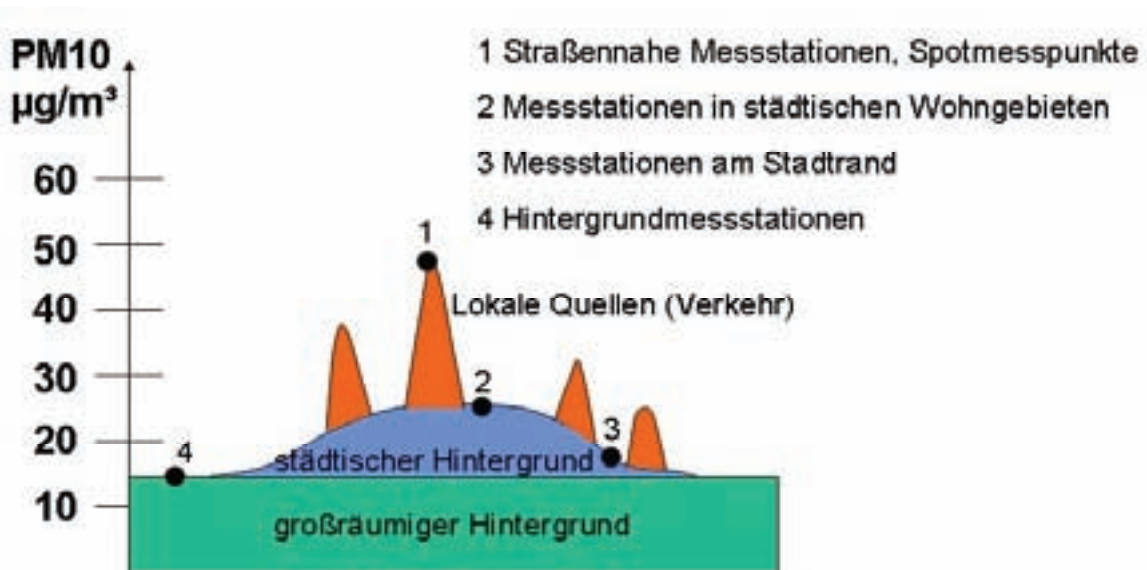 PM10
µg/m³
1 Straßennahe Messstationen, Spotmesspunkte
2 Messstationen in städtischen Wohngebieten
3 Messstationen am Stadtrand
4 Hintergrundmessstationen
60
50
1
40
Lokale Quellen (Verkehr)
30
2
20
3
4
städtischer Hintergrund
10
großräumiger Hintergrund